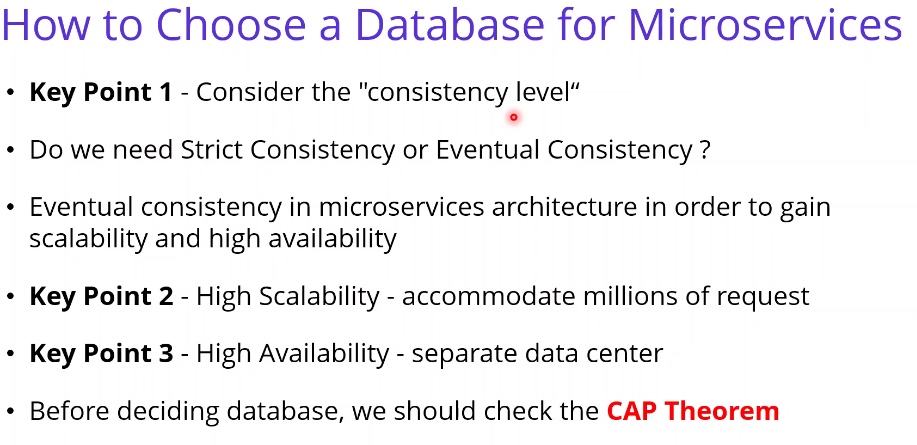 How to Choose a Database for Microservices
• Key Point 1 - Consider the "consistency level“
• Do we need Strict Consistency or Eventual Consistency ?
• Eventual consistency in microservices architecture in order to gain
scalability and high availability
• Key Point 2 - High Scalability - accommodate millions of request
• Key Point 3 - High Availability - separate data center
• Before deciding database, we should check the CAP Theorem